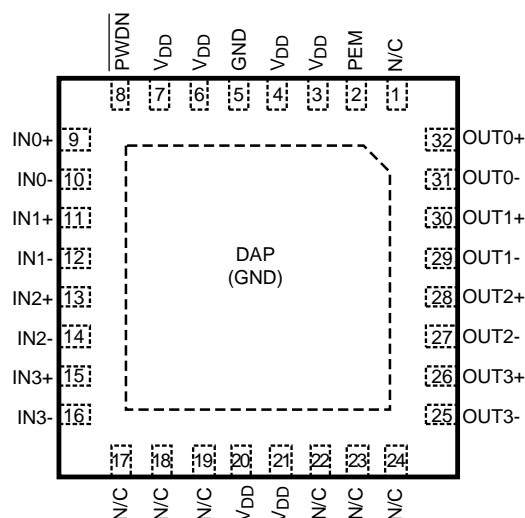 PWDN
VDD
VDD
GND
VDD
VDD
PEM
N/C
8
7
6
5
4
3
2
1
IN0+ 9
32 OUT0+
IN0- 10
31 OUT0-
IN1+ 11
30 OUT1+
IN1- 12
29 OUT1-
IN2+ 13
28 OUT2+
IN2- 14
27 OUT2-
IN3+ 15
26 OUT3+
IN3- 16
25 OUT3-
DAP
(GND)
17
18
19
20
21
22
23
24
N/C
N/C
N/C
VDD
VDD
N/C
N/C
N/C